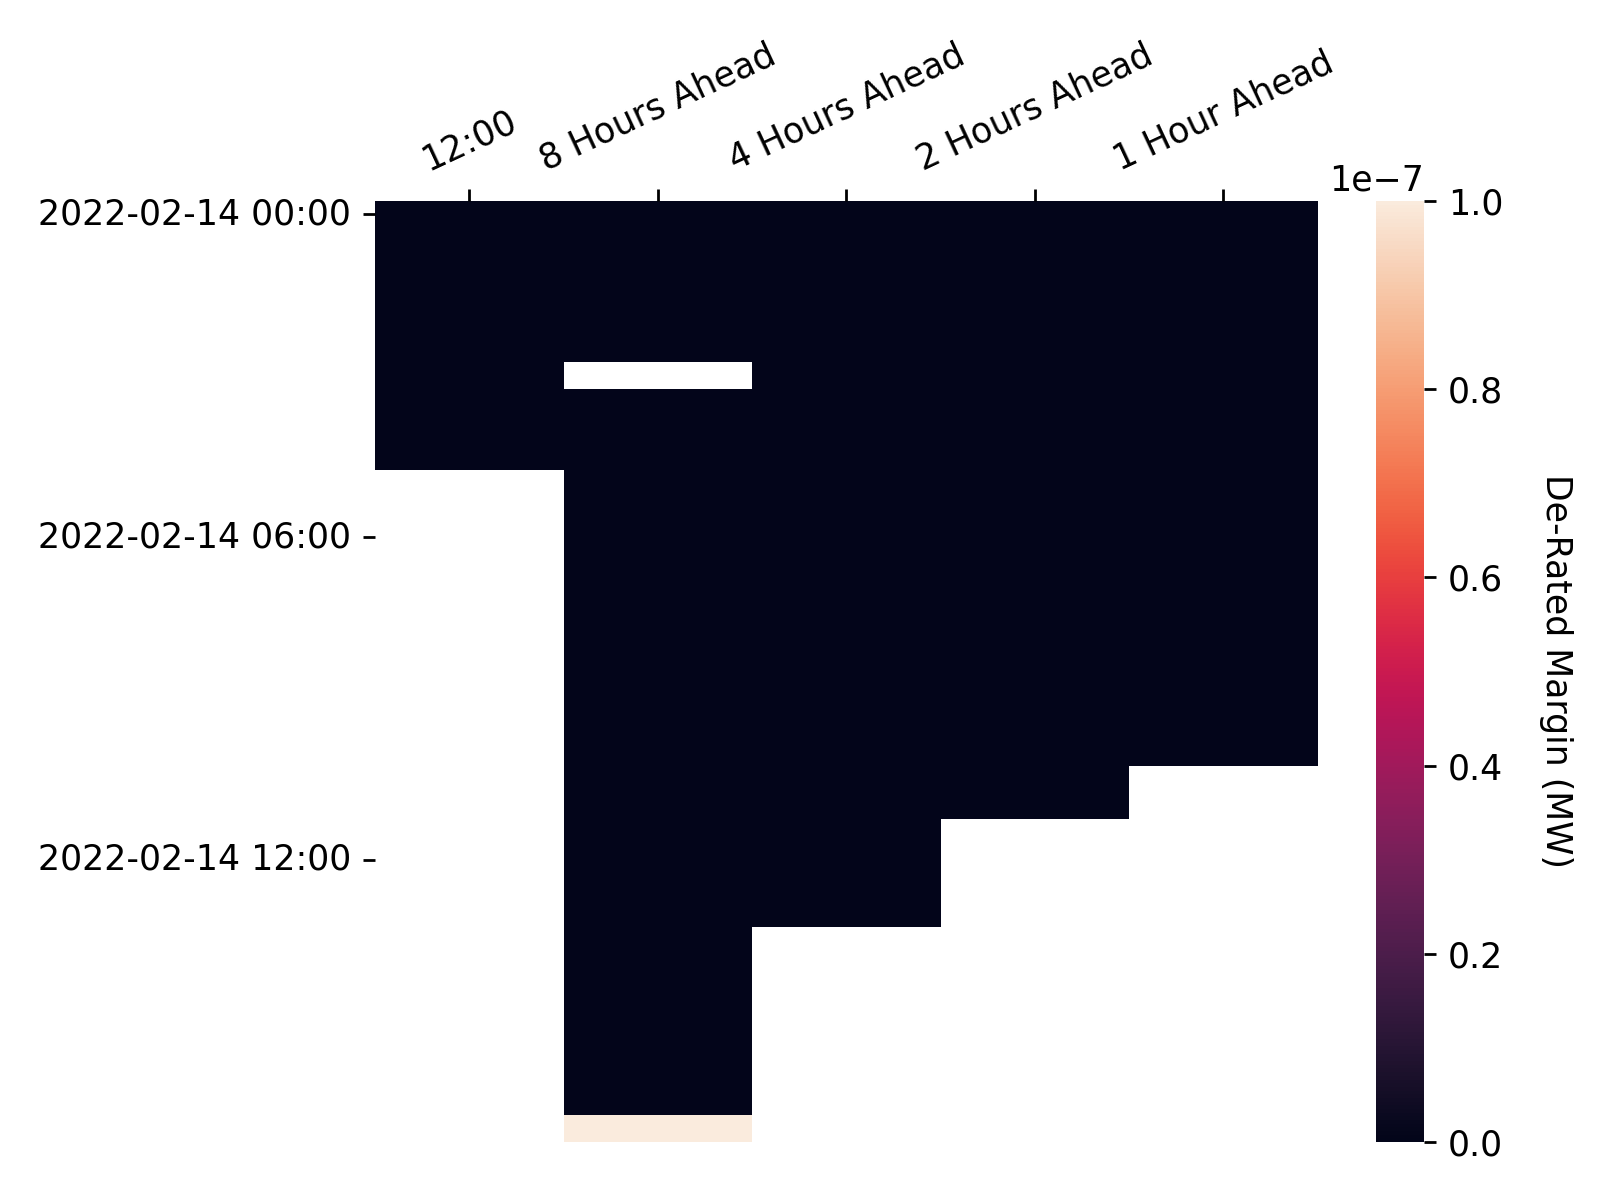 12:00
8 Hours Ahead
4 Hours Ahead
2 Hours Ahead
1 Hour Ahead
1e−7
2022-02-14 00:00
2022-02-14 06:00
2022-02-14 12:00
1.0
0.8
0.6
0.4
0.2
0.0
De-Rated Margin (MW)